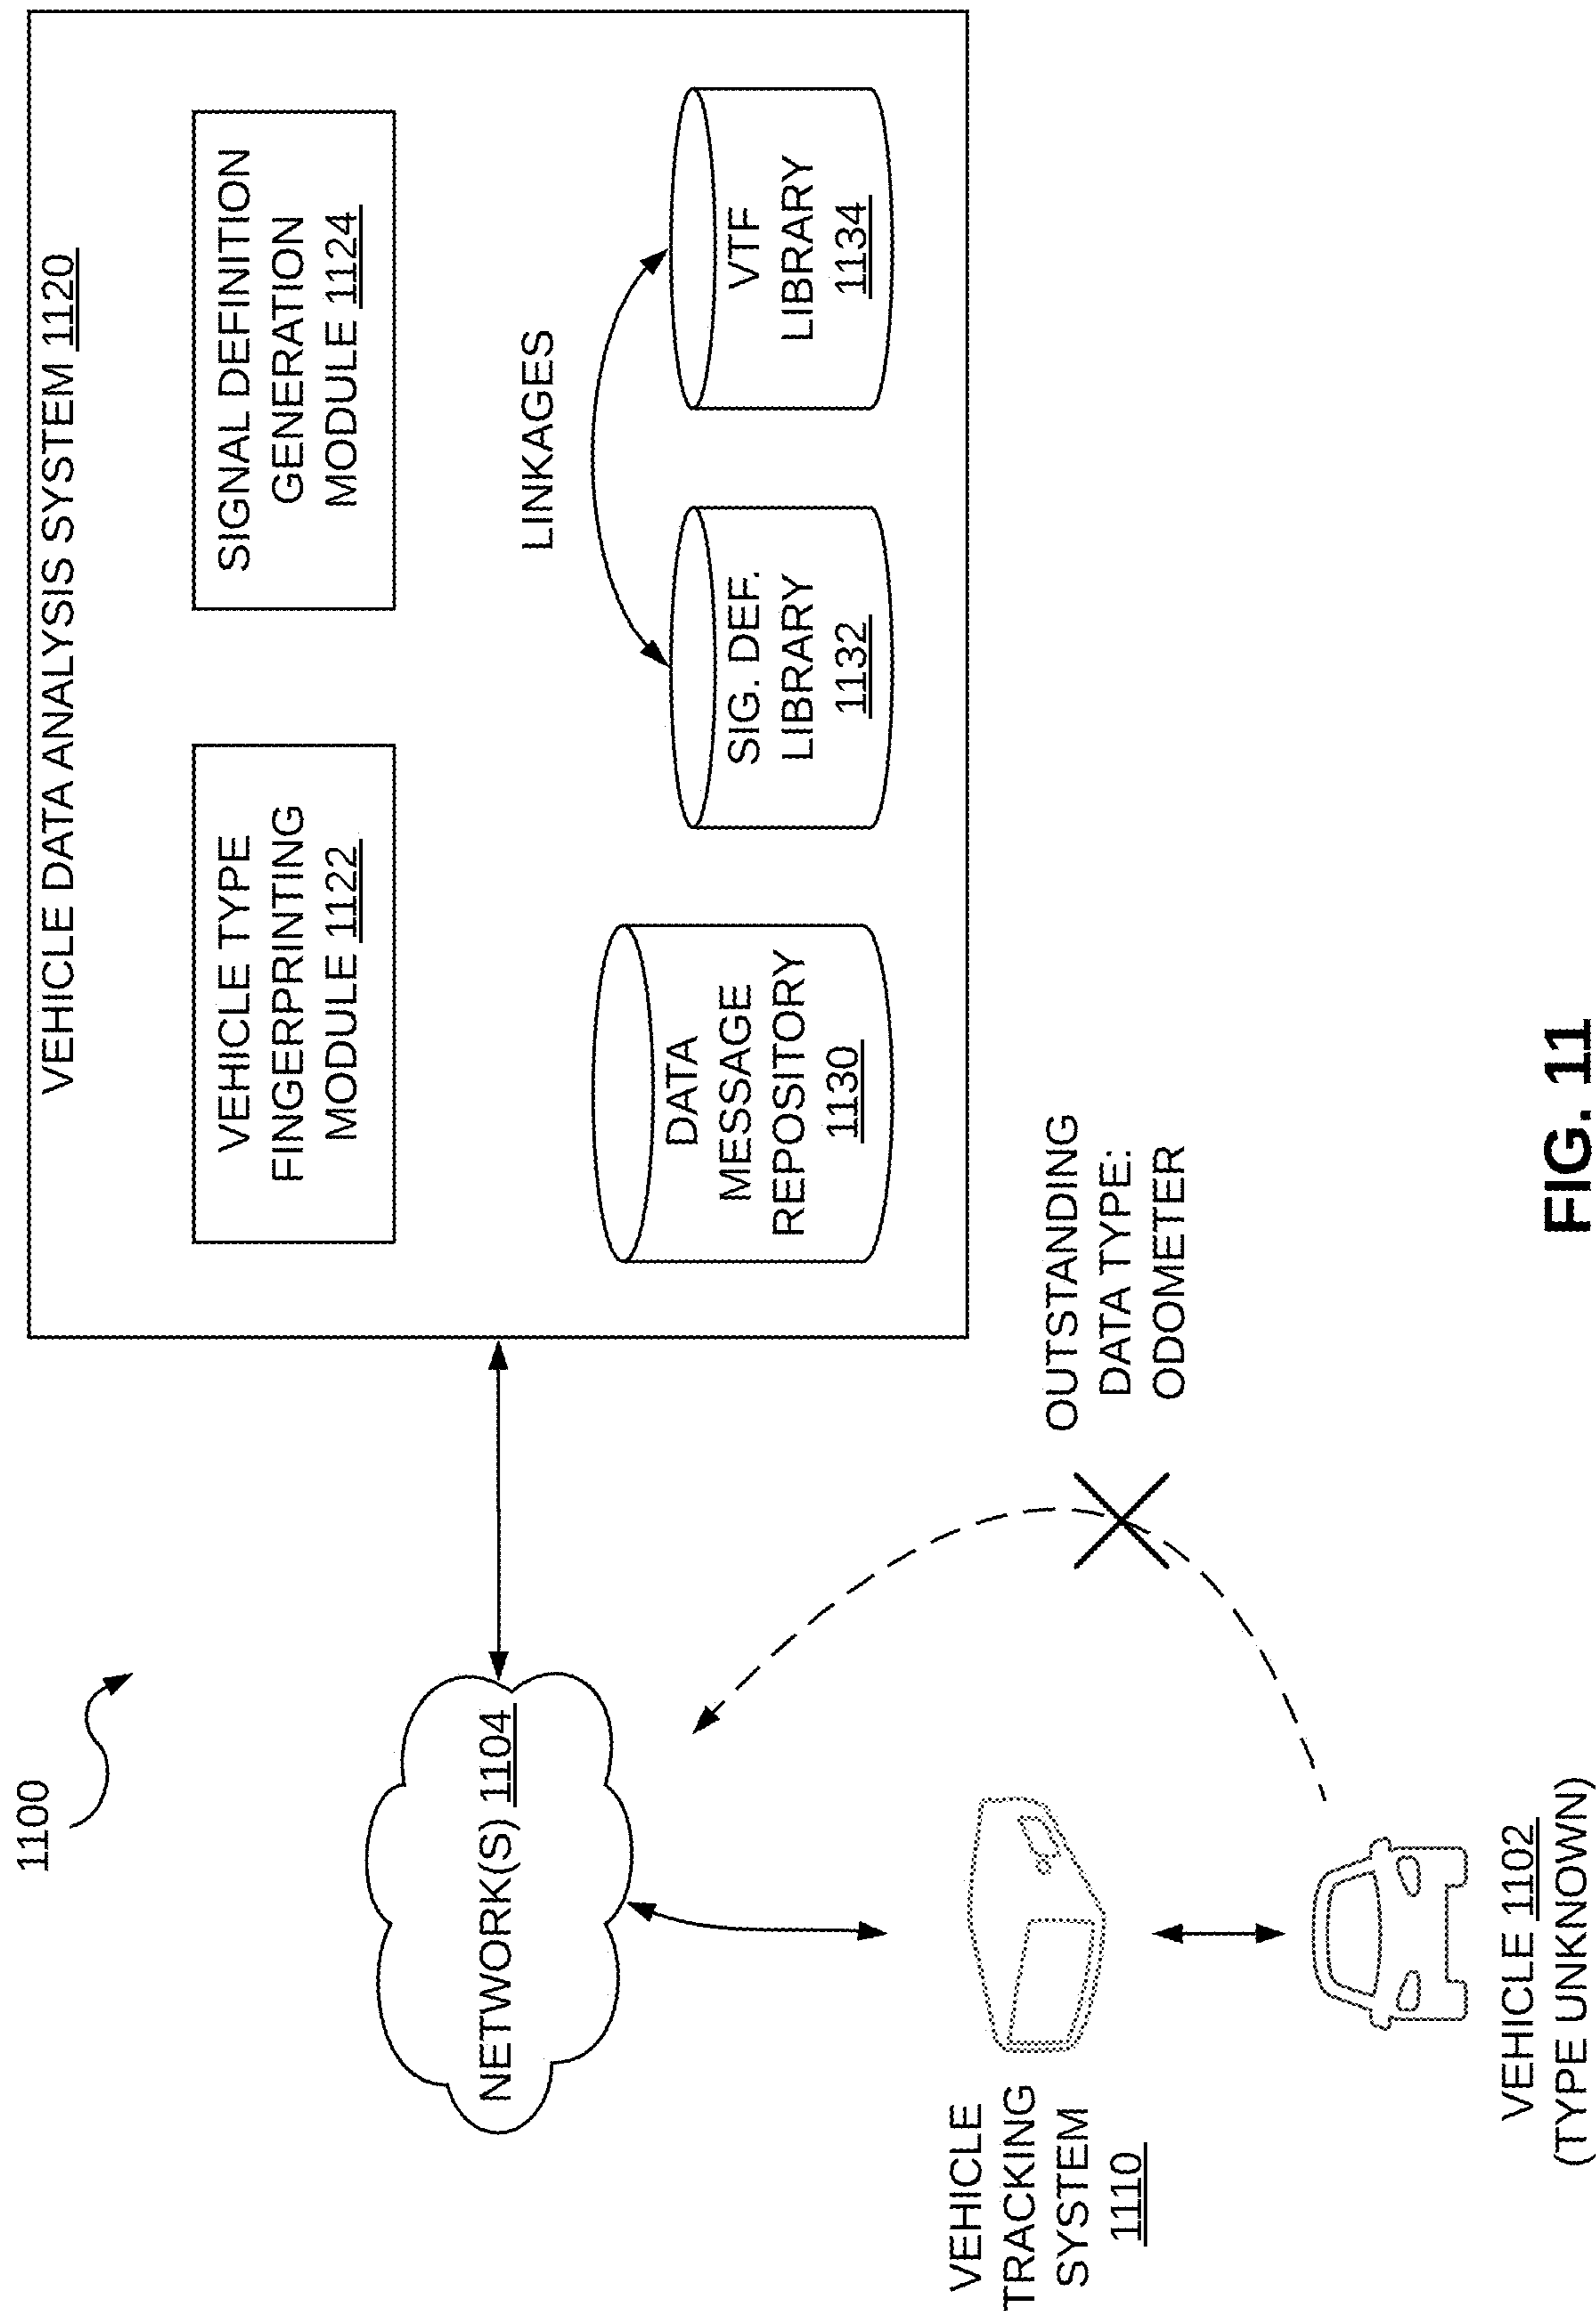 1100
VEHICLE DATA ANALYSIS SYSTEM 1120
VEHICLE TYPE
FINGERPRINTING
MODULE 1122
SIGNAL DEFINITION
GENERATION
MODULE 1124
LINKAGES
DATA
MESSAGE
REPOSITORY
1130
SIG. DEF.
LIBRARY
1132
VTF
LIBRARY
1134
NETWORK(S) 1104
VEHICLE
TRACKING
SYSTEM
1110
OUTSTANDING
DATA TYPE:
ODOMETER
VEHICLE 1102
(TYPE UNKNOWN)
FIG. 11